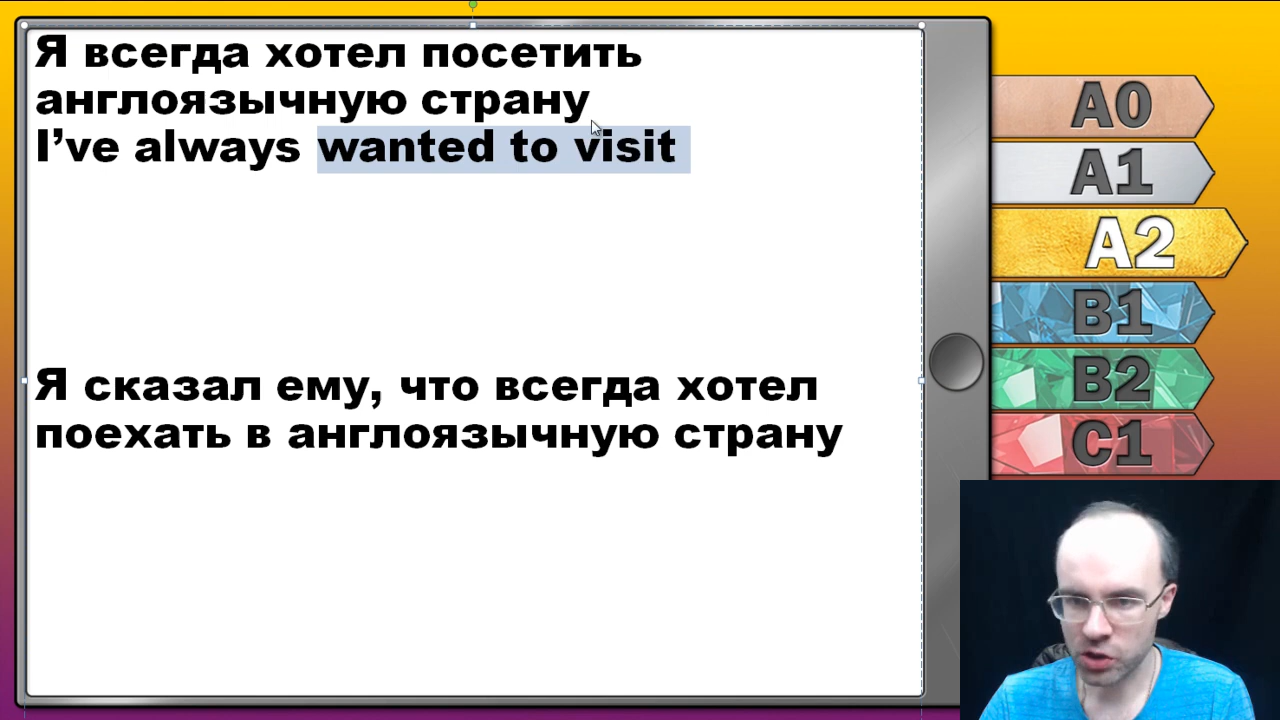 Я всегда хотел посетить
англоязычную страну
I’ve always wanted to visit
Я сказал ему, что всегда хотел
поехать в англоязычную страну
A0
A1
A2
B1
B2
C1